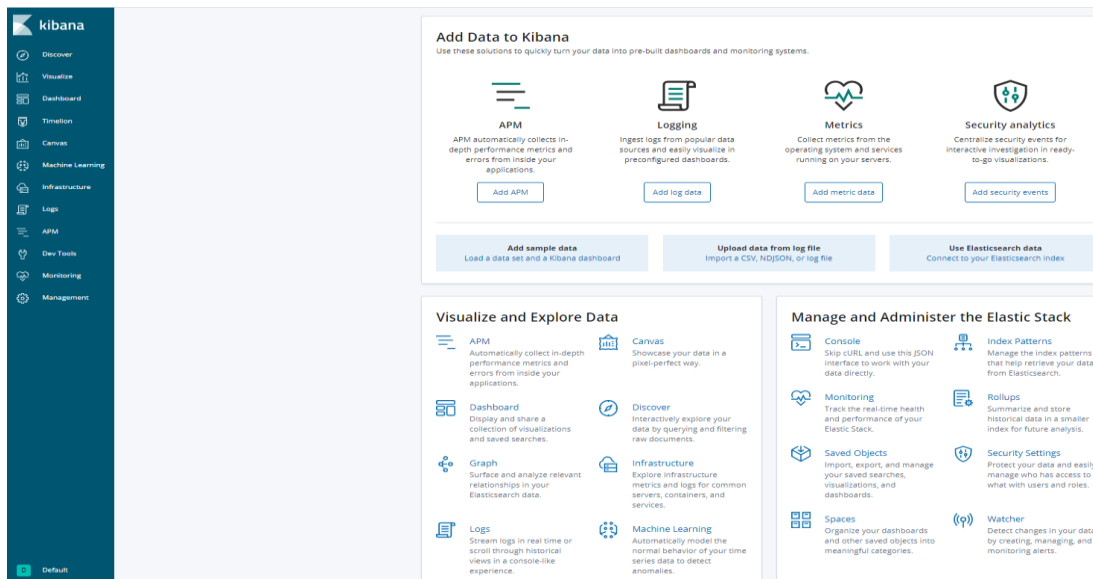 kibana
Discover
Visualize
Dashboard
Timelion
Canvas
Machine Learning
Infrastructure
Logs
APM
Dev Tools
Monitoring
Management
D Default
Add Data to Kibana
Use these solutions to quickly turn your data into pre-built dashboards and monitoring systems.
APM
APM automatically collects in-
depth performance metrics and
errors from inside your
applications.
Add APM
Logging
Ingest logs from popular data
sources and easily visualize in
preconfigured dashboards.
Add log data
Metrics
Collect metrics from the
operating system and services
running on your servers.
Add metric data
Security analytics
Centralize security events for
interactive investigation in ready-
to-go visualizations.
Add security events
Add sample data
Load a data set and a Kibana dashboard
Upload data from log file
Import a CSV, NDJSON, or log file
Use Elasticsearch data
Connect to your Elasticsearch index
Visualize and Explore Data
APM
Automatically collect in-depth
performance metrics and
errors from inside your
applications.
Canvas
Showcase your data in a
pixel-perfect way.
Dashboard
Display and share a
collection of visualizations
and saved searches.
Discover
Interactively explore your
data by querying and filtering
raw documents.
Graph
Surface and analyze relevant
relationships in your
Elasticsearch data.
Infrastructure
Explore infrastructure
metrics and logs for common
servers, containers, and
services.
Logs
Stream logs in real time or
scroll through historical
views in a console-like
experience.
Machine Learning
Automatically model the
normal behavior of your time
series data to detect
anomalies.
Manage and Administer the Elastic Stack
Console
Skip cURL and use this JSON
interface to work with your
data directly.
Index Patterns
Manage the index patterns
that help retrieve your data
from Elasticsearch.
Monitoring
Track the real-time health
and performance of your
Elastic Stack.
Rollups
Summarize and store
historical data in a smaller
index for future analysis.
Saved Objects
Import, export, and manage
your saved searches,
visualizations, and
dashboards.
Security Settings
Protect your data and easily
manage who has access to
what with users and roles.
Spaces
Organize your dashboards
and other saved objects into
meaningful categories.
Watcher
Detect changes in your data
by creating, managing, and
monitoring alerts.